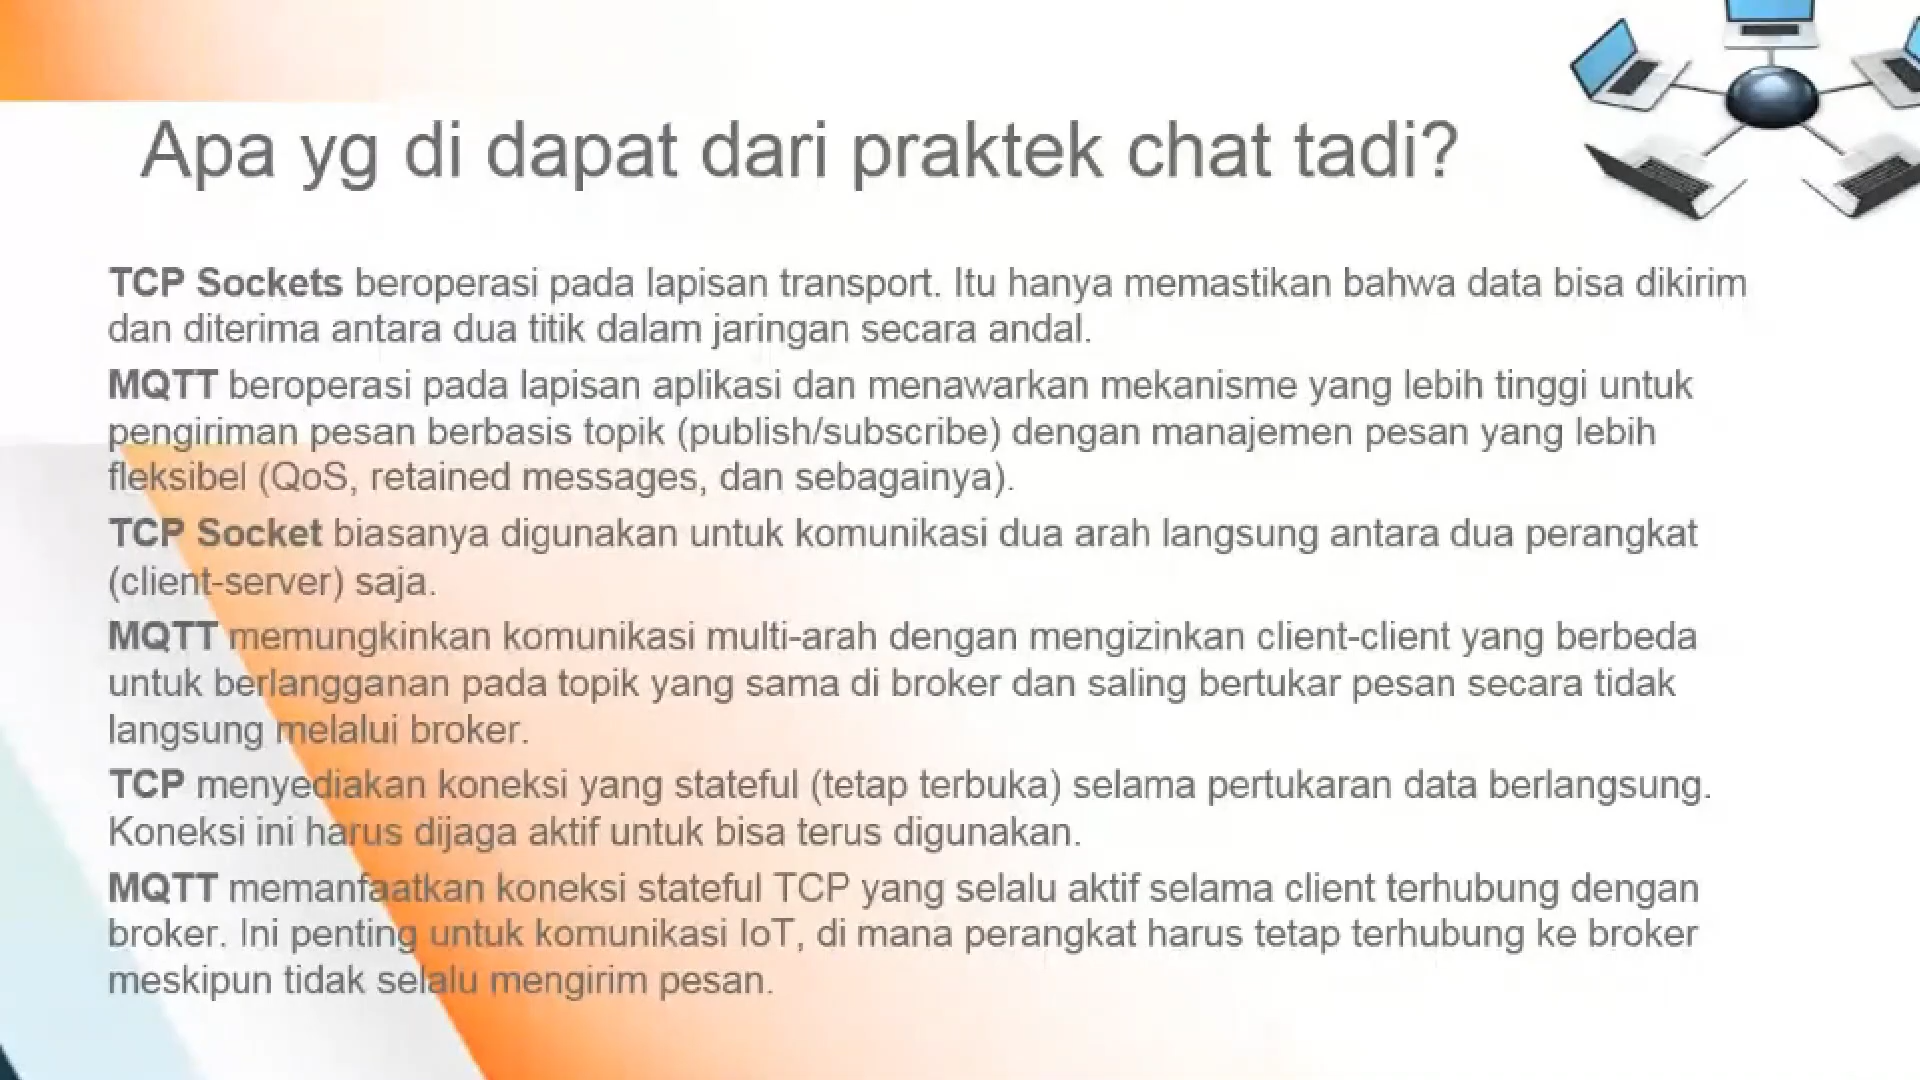 Apa yg di dapat dari praktek chat tadi?
TCP Sockets beroperasi pada lapisan transport. Itu hanya memastikan bahwa data bisa dikirim
dan diterima antara dua titik dalam jaringan secara andal.
MQTT beroperasi pada lapisan aplikasi dan menawarkan mekanisme yang lebih tinggi untuk
pengiriman pesan berbasis topik (publish/subscribe) dengan manajemen pesan yang lebih
fleksibel (QoS, retained messages, dan sebagainya).
TCP Socket biasanya digunakan untuk komunikasi dua arah langsung antara dua perangkat
(client-server) saja.
MQTT memungkinkan komunikasi multi-arah dengan mengizinkan client-client yang berbeda
untuk berlangganan pada topik yang sama di broker dan saling bertukar pesan secara tidak
langsung melalui broker.
TCP menyediakan koneksi yang stateful (tetap terbuka) selama pertukaran data berlangsung.
Koneksi ini harus dijaga aktif untuk bisa terus digunakan.
MQTT memanfaatkan koneksi stateful TCP yang selalu aktif selama client terhubung dengan
broker. Ini penting untuk komunikasi IoT, di mana perangkat harus tetap terhubung ke broker
meskipun tidak selalu mengirim pesan.